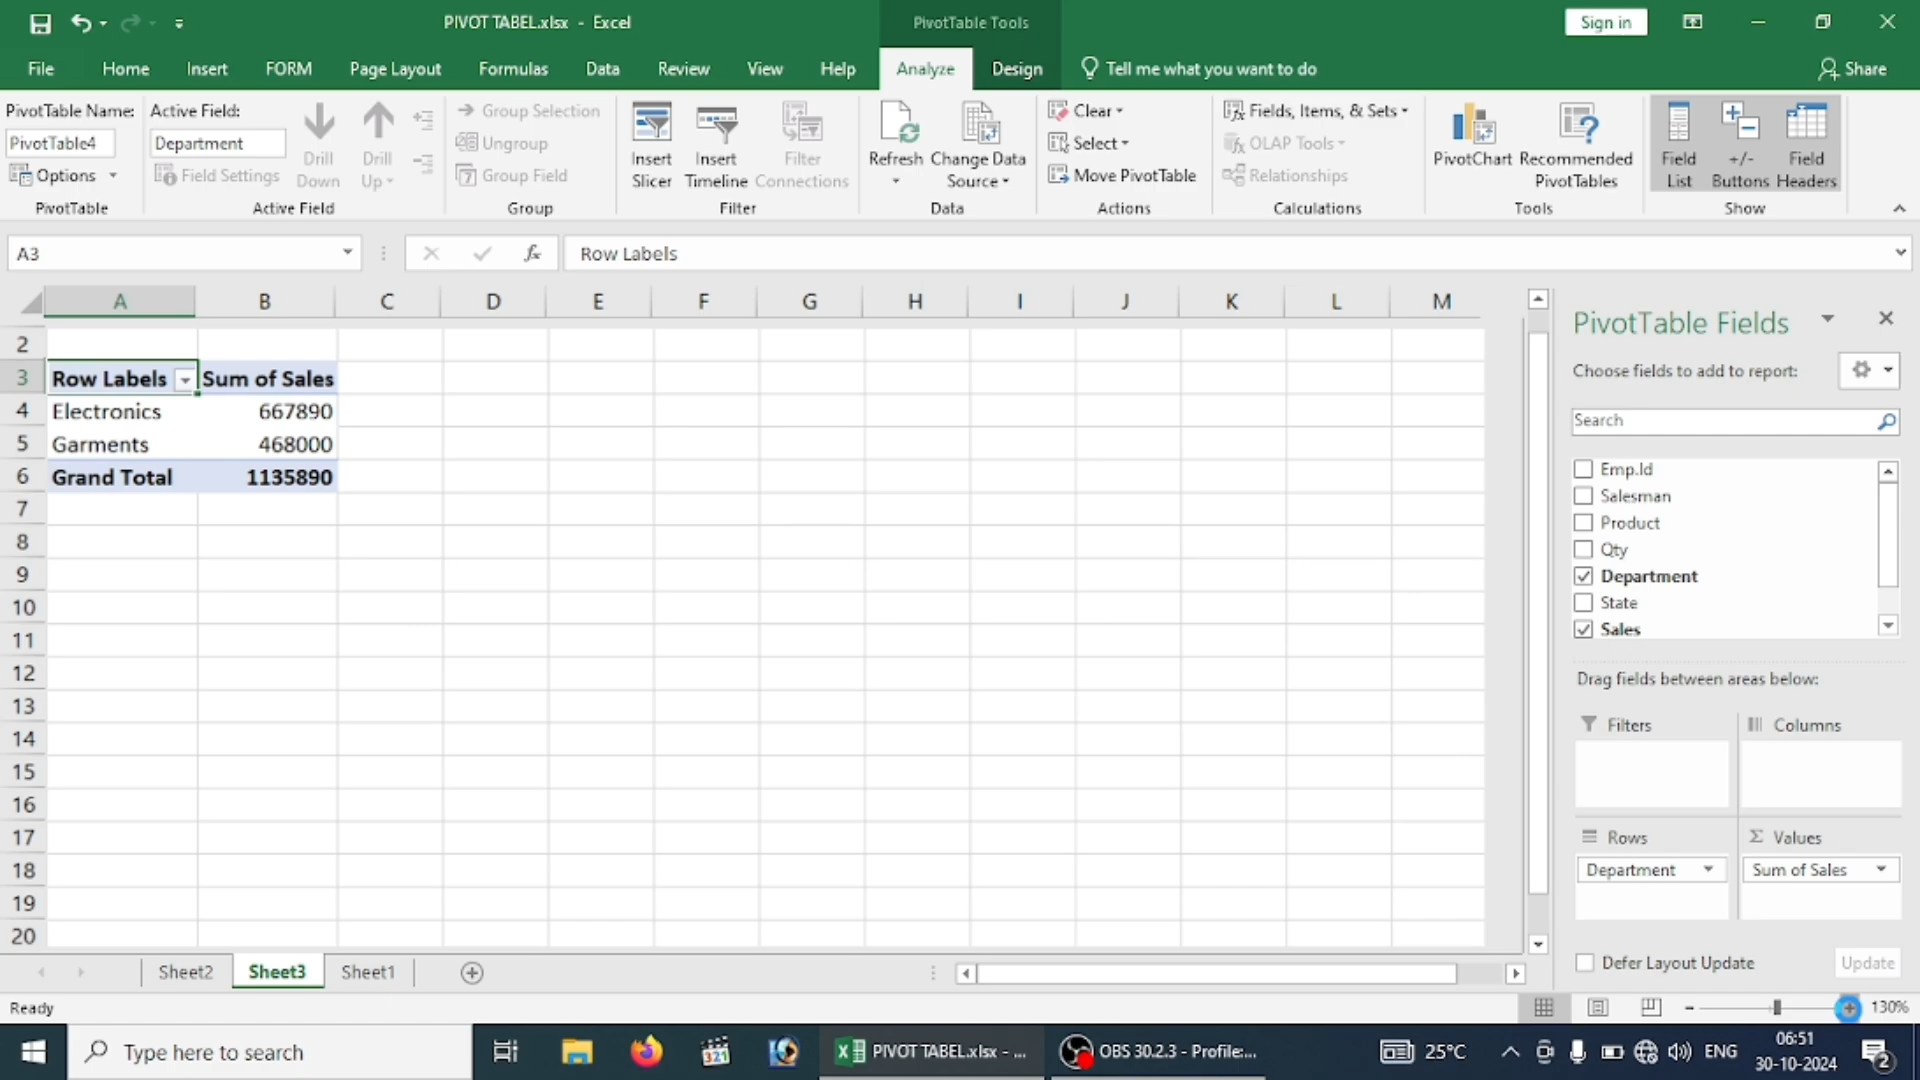 PIVOT TABEL.xlsx - Excel
PivotTable Tools
Sign in
File Home Insert FORM Page Layout Formulas Data Review View Help Analyze Design Tell me what you want to do Share
PivotTable Name:
PivotTable4
Options
PivotTable
Active Field:
Department
Field Settings
Drill Down
Drill Up
Active Field
Group Selection
Ungroup
Group Field
Group
Insert Slicer
Insert Timeline
Filter Connections
Filter
Refresh
Change Data Source
Data
Clear
Select
Move PivotTable
Actions
Fields, Items, & Sets
OLAP Tools
Relationships
Calculations
PivotChart
Recommended PivotTables
Tools
Field List
+/- Buttons
Field Headers
Show
A3
fx
Row Labels
A B C D E F G H I J K L M
2
3 Row Labels Sum of Sales
4 Electronics 667890
5 Garments 468000
6 Grand Total 1135890
7
8
9
10
11
12
13
14
15
16
17
18
19
20
PivotTable Fields
Choose fields to add to report:
Search
Emp.Id
Salesman
Product
Qty
Department
State
Sales
Drag fields between areas below:
Filters
Columns
Rows
Σ Values
Department
Sum of Sales
Defer Layout Update
Update
Sheet2 Sheet3 Sheet1
Ready
130%
Type here to search
321
PIVOT TABEL.xlsx - ...
OBS 30.2.3 - Profile:...
25°C
ENG
06:51
30-10-2024
2